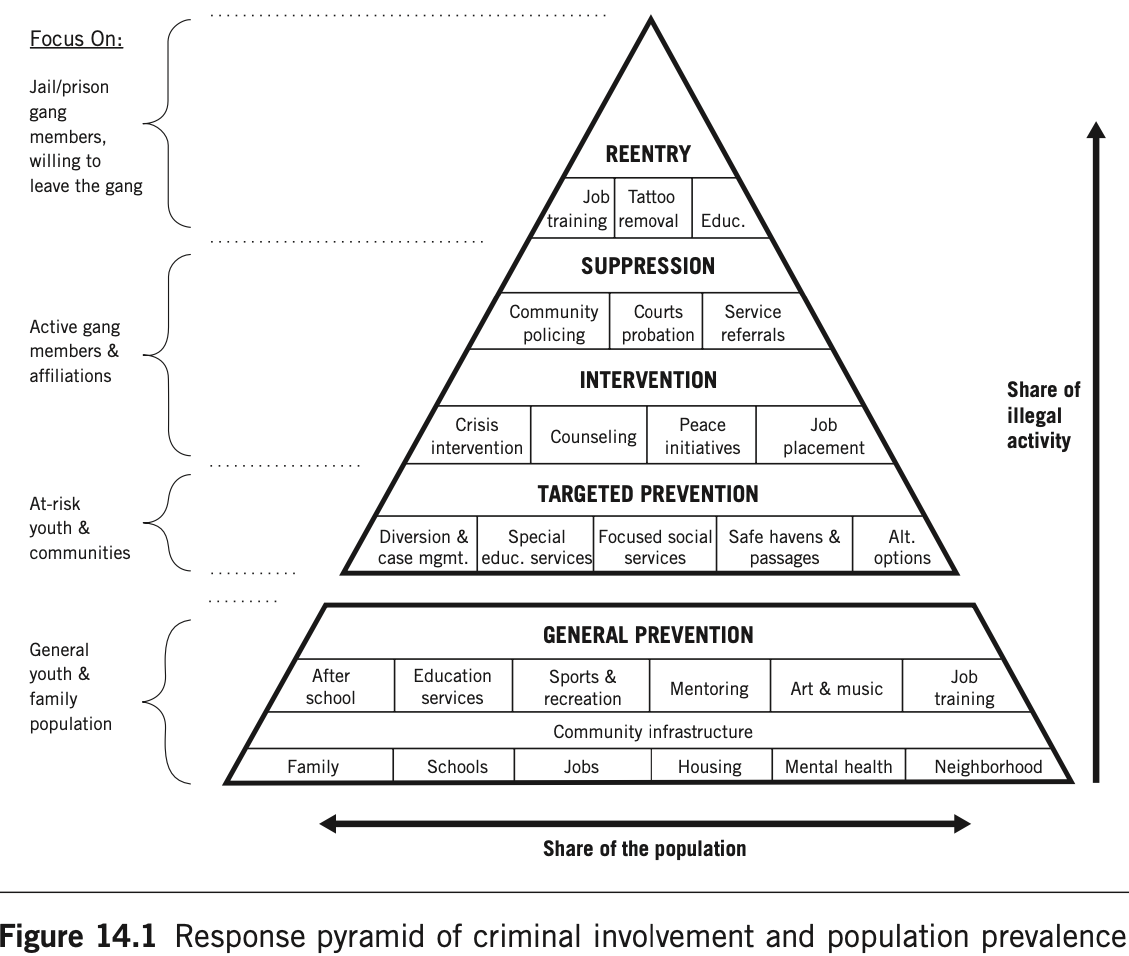 Focus On:
Jail/prison
gang
members,
willing to
leave the gang
Active gang
members &
affiliations
At-risk
youth &
communities
General
youth &
family
population
REENTRY
Job
training
Tattoo
removal
Educ.
SUPPRESSION
Community
policing
Courts
probation
Service
referrals
INTERVENTION
Crisis
intervention
Counseling
Peace
initiatives
Job
placement
TARGETED PREVENTION
Diversion &
case mgmt.
Special
educ. services
Focused social
services
Safe havens &
passages
Alt.
options
GENERAL PREVENTION
After
school
Education
services
Sports &
recreation
Mentoring
Art & music
Job
training
Community infrastructure
Family
Schools
Jobs
Housing
Mental health
Neighborhood
Share of
illegal
activity
Share of the population
Figure 14.1 Response pyramid of criminal involvement and population prevalence